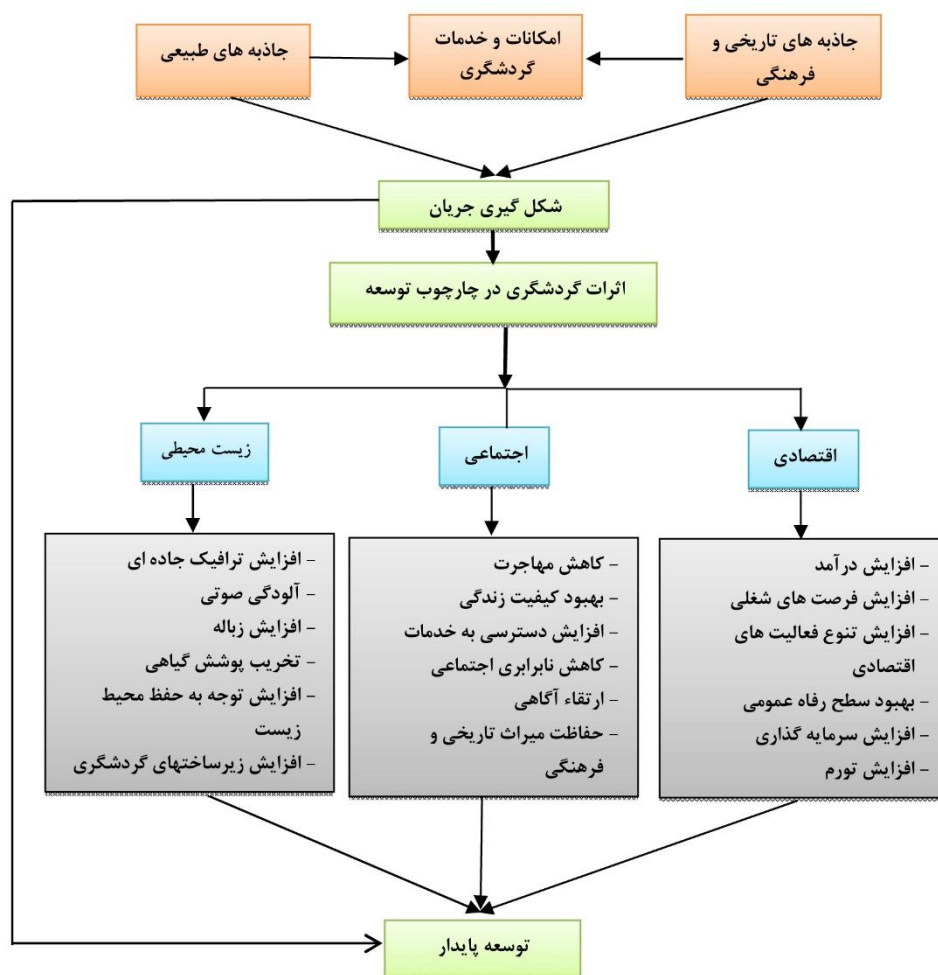 جاذبه های تاریخی و
فرهنگی
امکانات و خدمات
گردشگری
جاذبه های طبیعی
شکل گیری جریان
اثرات گردشگری در چارچوب توسعه
اقتصادی
اجتماعی
زیست محیطی
- افزایش درآمد
- افزایش فرصت های شغلی
- افزایش تنوع فعالیت های
اقتصادی
- بهبود سطح رفاه عمومی
- افزایش سرمایه گذاری
- افزایش تورم
- کاهش مهاجرت
- بهبود کیفیت زندگی
- افزایش دسترسی به خدمات
- کاهش نابرابری اجتماعی
- ارتقاء آگاهی
- حفاظت میراث تاریخی و
فرهنگی
- افزایش ترافیک جاده ای
- آلودگی صوتی
- افزایش زباله
- تخریب پوشش گیاهی
- افزایش توجه به حفظ محیط
زیست
- افزایش زیرساختهای گردشگری
توسعه پایدار